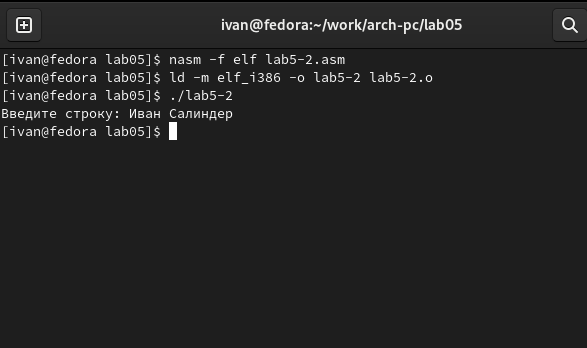 ivan@fedora:~/work/arch-pc/lab05
[ivan@fedora lab05]$ nasm -f elf lab5-2.asm
[ivan@fedora lab05]$ ld -m elf_i386 -o lab5-2 lab5-2.o
[ivan@fedora lab05]$ ./lab5-2
Введите строку: Иван Салиндер
[ivan@fedora lab05]$